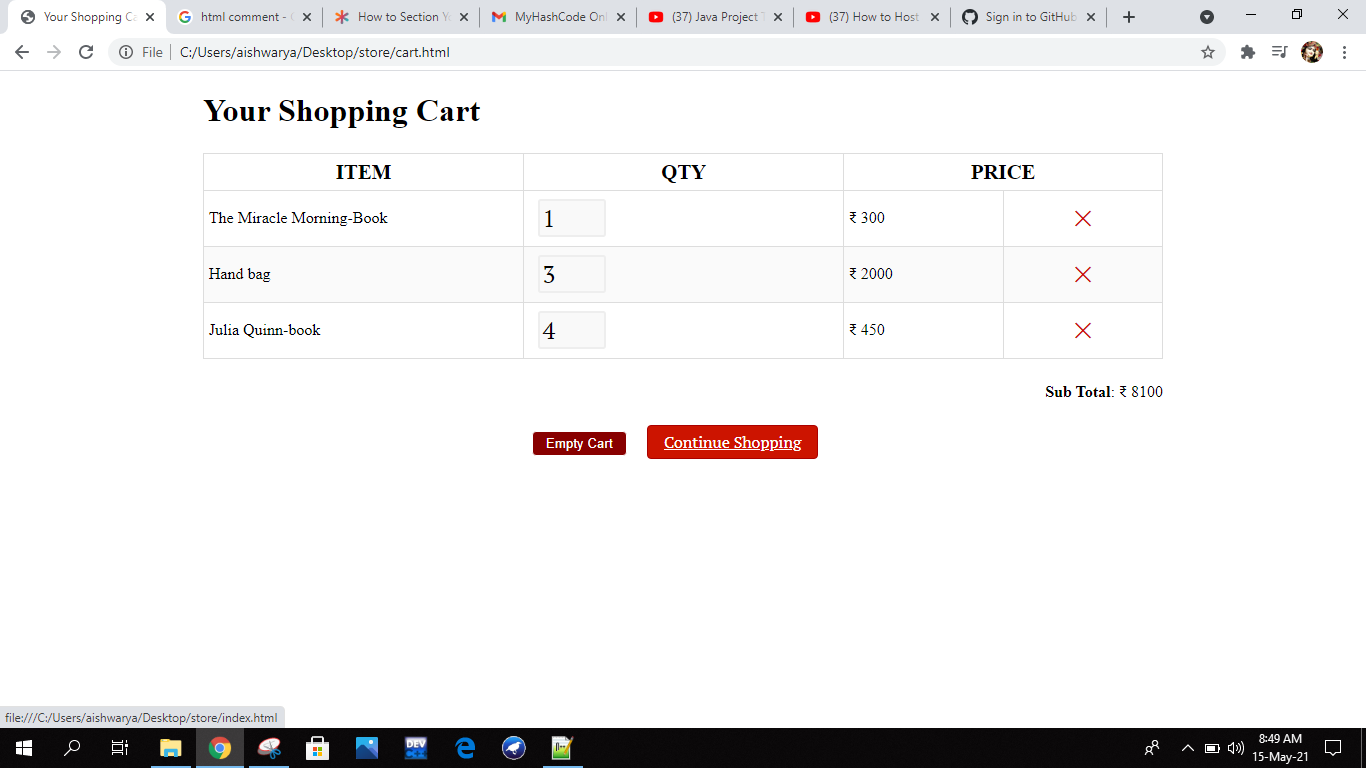 Your Shopping Ca
html comment -
How to Section Yo
MyHashCode Onl
(37) Java Project T
(37) How to Host
Sign in to GitHub
File
C:/Users/aishwarya/Desktop/store/cart.html
Your Shopping Cart
ITEM QTY PRICE
The Miracle Morning-Book 1 ₹ 300
Hand bag 3 ₹ 2000
Julia Quinn-book 4 ₹ 450
Sub Total: ₹ 8100
Empty Cart Continue Shopping
file:///C:/Users/aishwarya/Desktop/store/index.html
DEV
8:49 AM
15-May-21